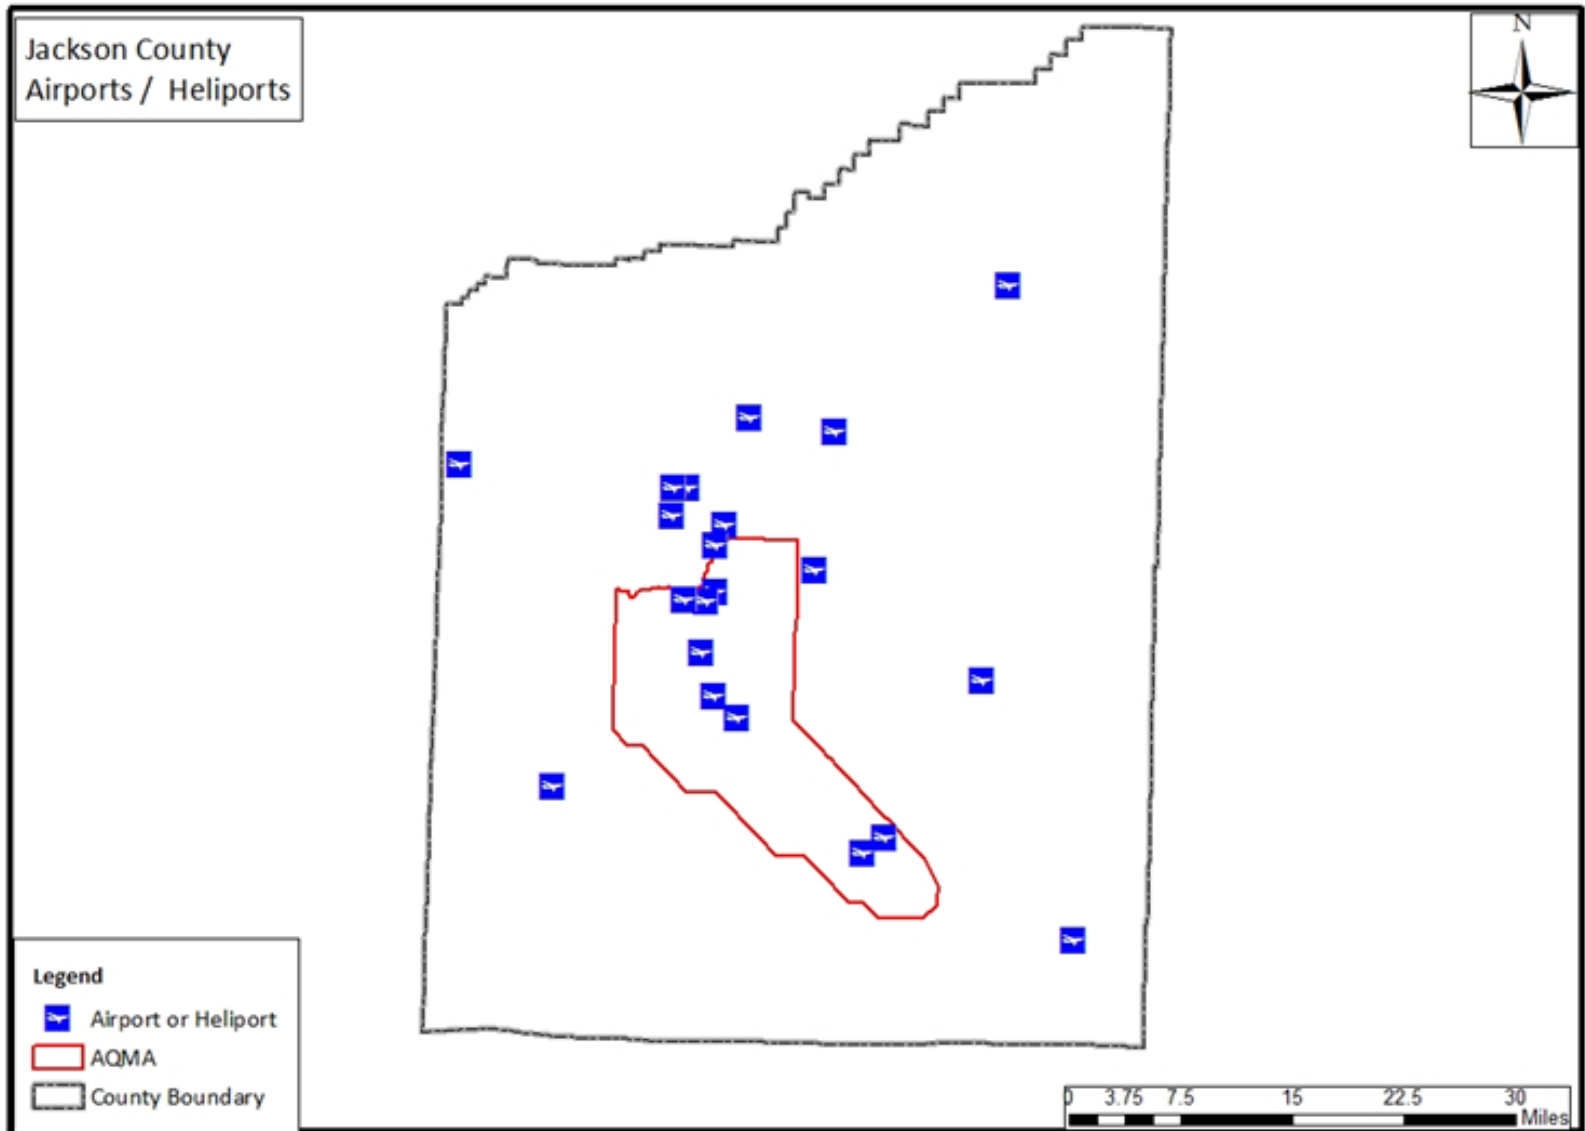 Jackson County
Airports / Heliports
N
Legend
Airport or Heliport
AQMA
County Boundary
0 3.75 7.5 15 22.5 30
Miles